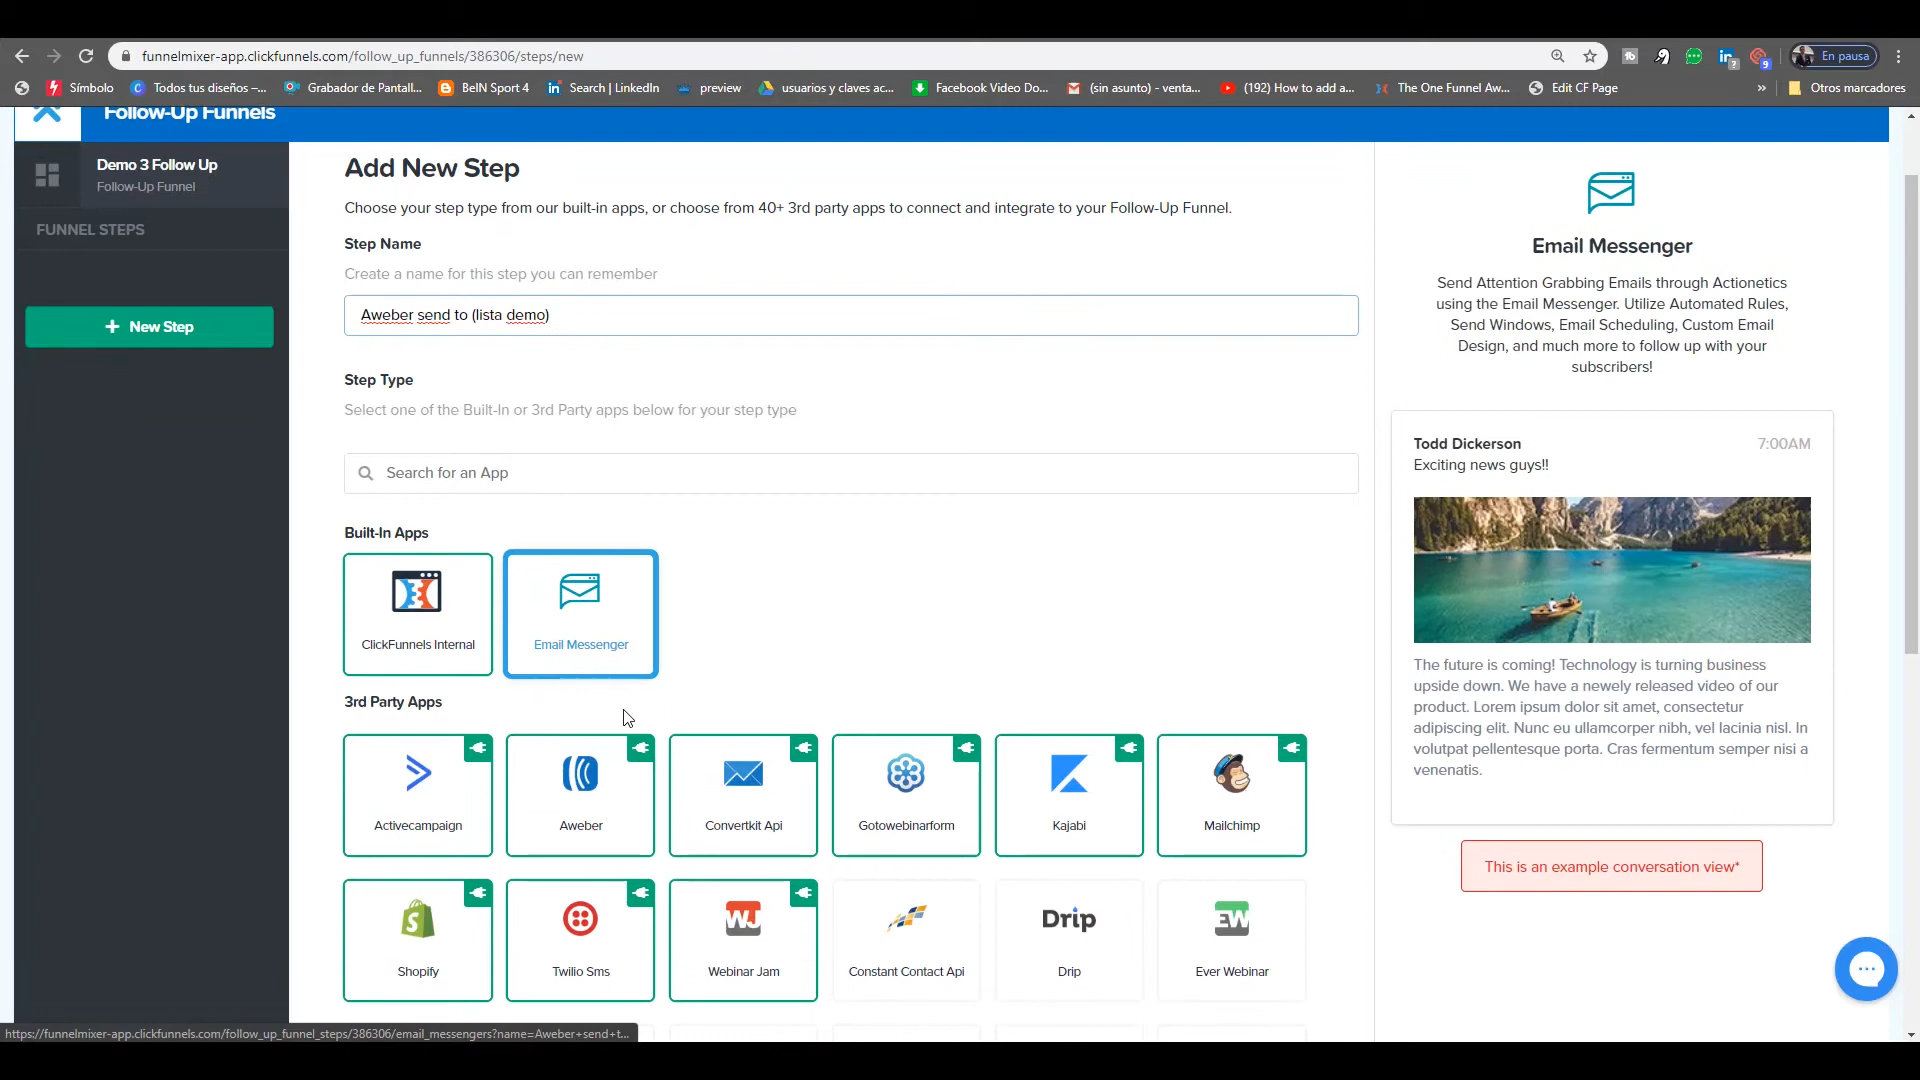 funnelmixer-app.clickfunnels.com/follow_up_funnels/386306/steps/new
En pausa
?
9
Símbolo
Todos tus diseños –...
Grabador de Pantall...
BeIN Sport 4
Search | LinkedIn
preview
usuarios y claves ac...
Facebook Video Do...
(sin asunto) - venta...
(192) How to add a...
The One Funnel Aw...
Edit CF Page
»
Otros marcadores
Follow-Up Funnels
Demo 3 Follow Up
Follow-Up Funnel
FUNNEL STEPS
+ New Step
Add New Step
Choose your step type from our built-in apps, or choose from 40+ 3rd party apps to connect and integrate to your Follow-Up Funnel.
Step Name
Create a name for this step you can remember
Aweber send to (lista demo)
Step Type
Select one of the Built-In or 3rd Party apps below for your step type
Search for an App
Built-In Apps
ClickFunnels Internal
Email Messenger
3rd Party Apps
Activecampaign
Aweber
Convertkit Api
Gotowebinarform
Kajabi
Mailchimp
Shopify
Twilio Sms
WJ
Webinar Jam
Constant Contact Api
Drip
Drip
EW
Ever Webinar
Email Messenger
Send Attention Grabbing Emails through Actionetics
using the Email Messenger. Utilize Automated Rules,
Send Windows, Email Scheduling, Custom Email
Design, and much more to follow up with your
subscribers!
Todd Dickerson
7:00AM
Exciting news guys!!
The future is coming! Technology is turning business
upside down. We have a newly released video of our
product. Lorem ipsum dolor sit amet, consectetur
adipiscing elit. Nunc eu ullamcorper nibh, vel lacinia nisl. In
volutpat pellentesque porta. Cras fermentum semper nisi a
venenatis.
This is an example conversation view*
https://funnelmixer-app.clickfunnels.com/follow_up_funnel_steps/386306/email_messengers?name=Aweber+send+t...